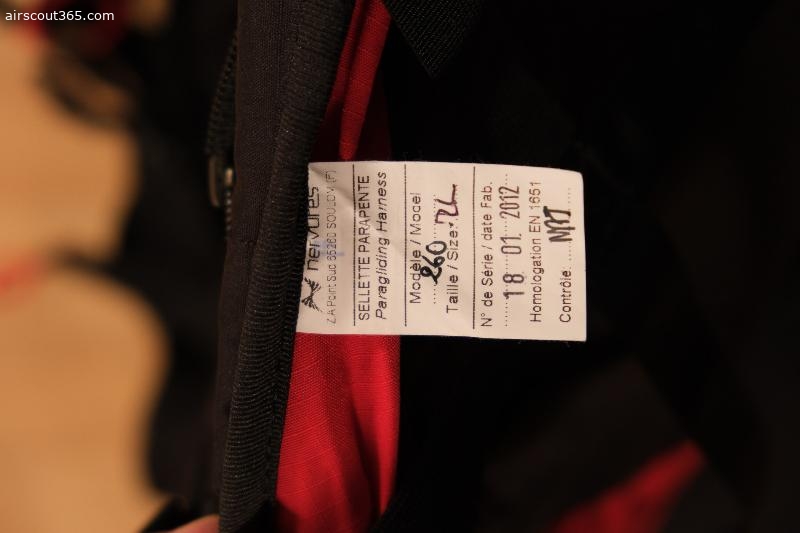 airscout365.com
nervures
Z.A Point Sud 65260 SOULOM (F)
SELLETTE PARAPENTE
Paragliding Harness
Modèle / Model
Taille / Size:
N° de Série / date Fab.
18 01 2012
Homologation EN 1651
Contrôle